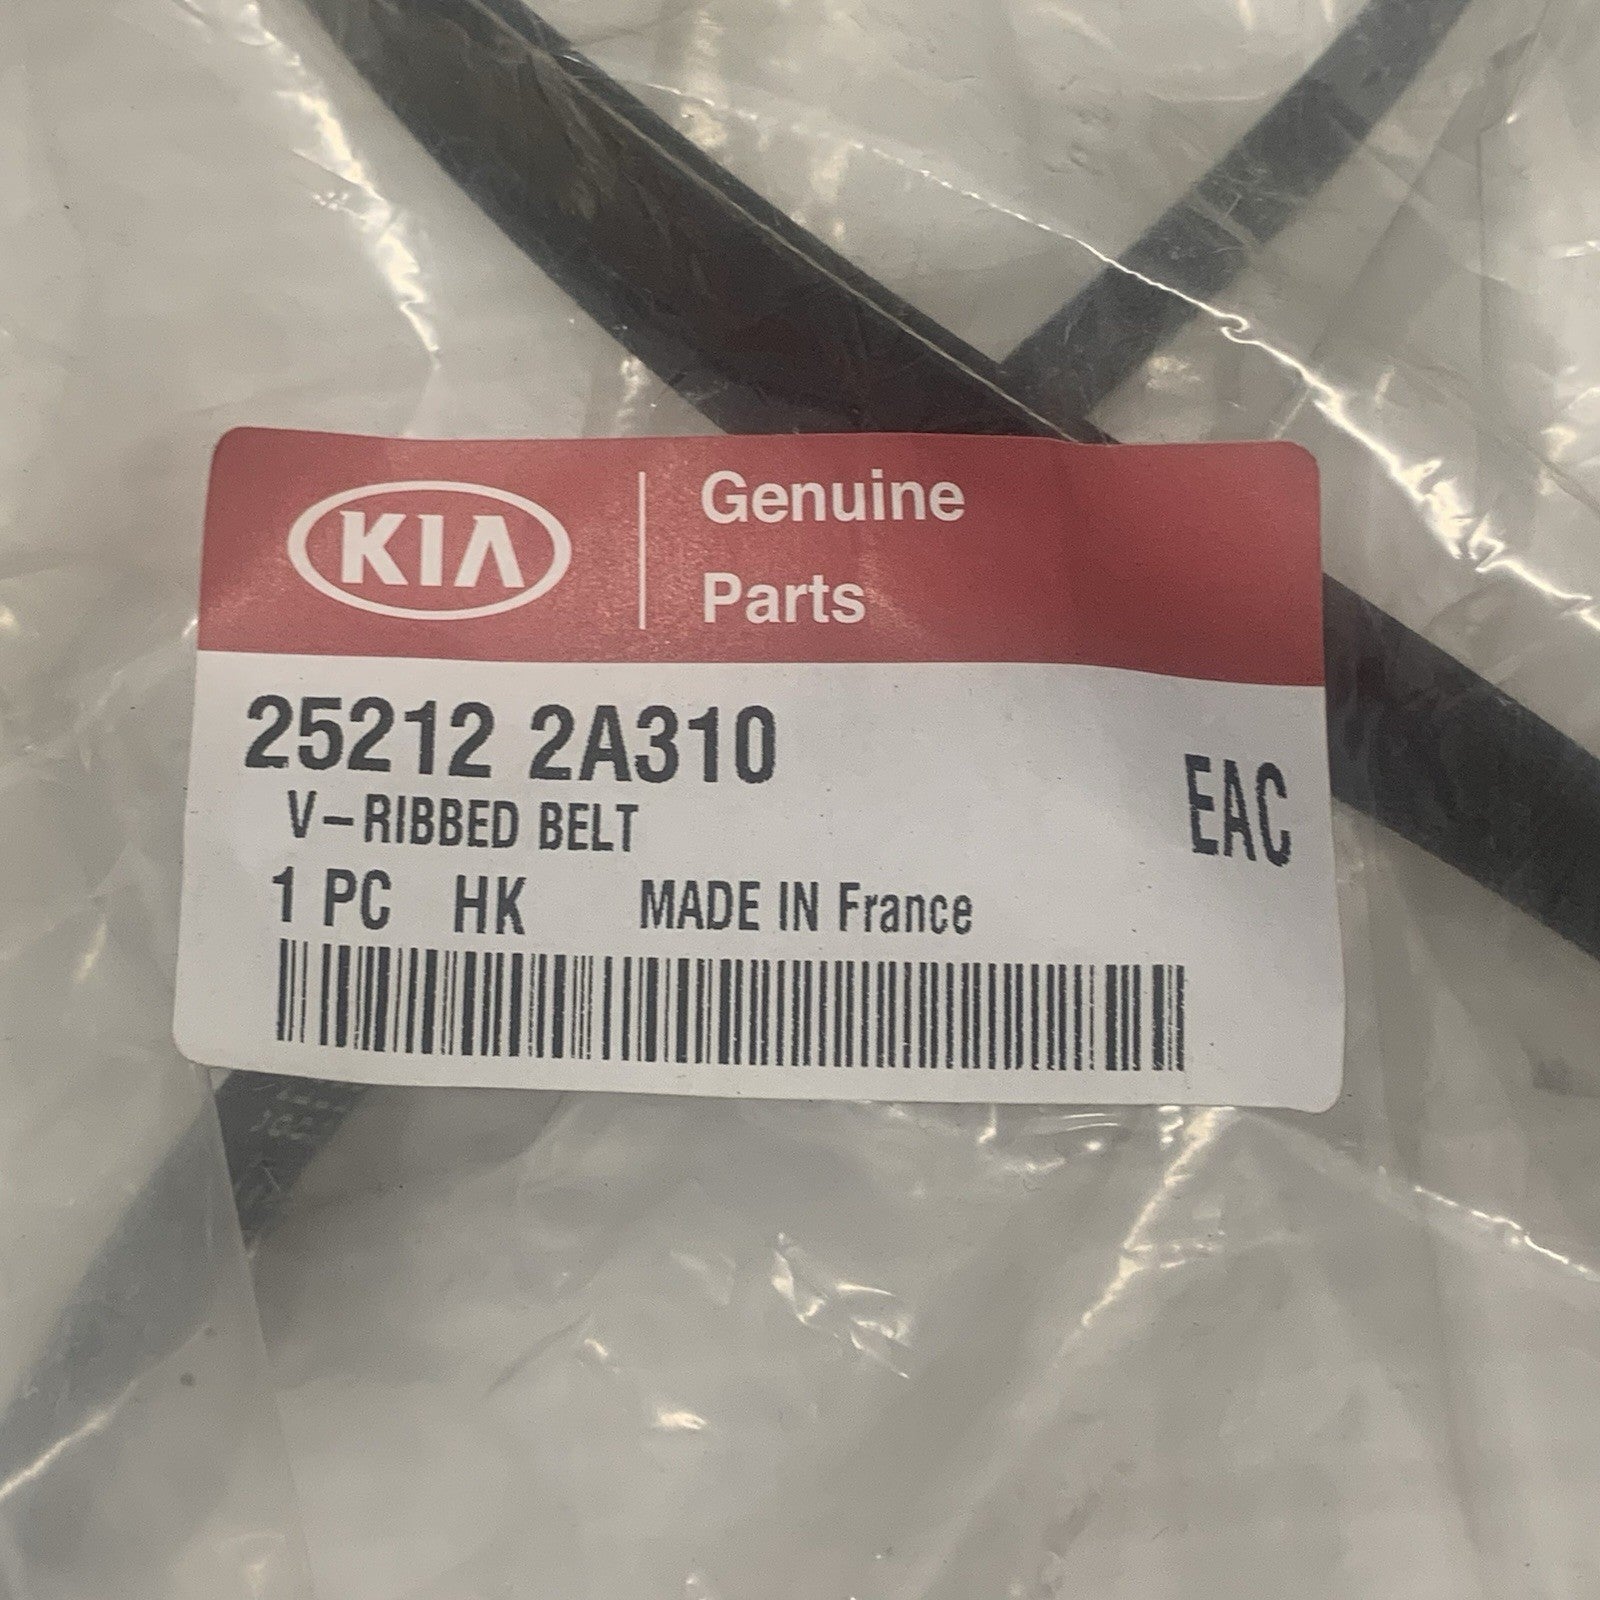 KIA
Genuine
Parts
25212 2A310
V-RIBBED BELT
EAC
1 PC HK MADE IN France